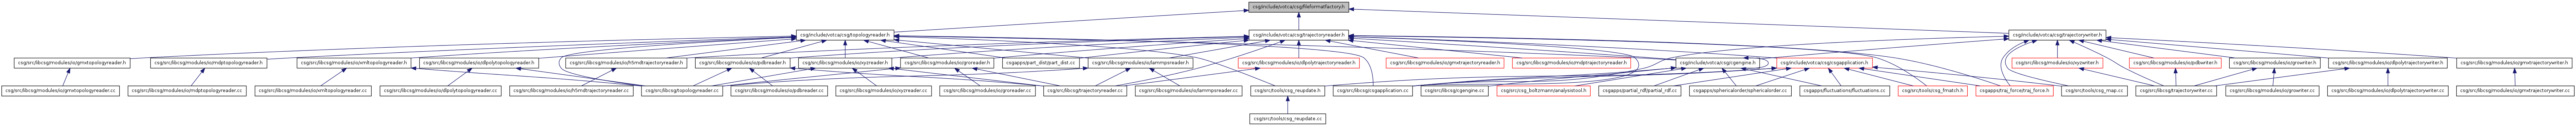 csg/include/votca/csg/fileformatfactory.h
csg/include/votca/csg/topologyreader.h
csg/include/votca/csg/trajectoryreader.h
csg/include/votca/csg/trajectorywriter.h
csg/src/libcsg/modules/io/gmxtopologyreader.h
csg/src/libcsg/modules/io/mdptopologyreader.h
csg/src/libcsg/modules/io/xmltopologyreader.h
csg/src/libcsg/modules/io/dlpolytopologyreader.h
csg/src/libcsg/modules/io/h5mdtrajectoryreader.h
csg/src/libcsg/modules/io/pdbreader.h
csg/src/libcsg/modules/io/xyzreader.h
csg/src/libcsg/modules/io/groreader.h
csgapps/part_dist/part_dist.cc
csg/src/libcsg/modules/io/lammpsreader.h
csg/src/libcsg/modules/io/dlpolytrajectoryreader.h
csg/src/libcsg/modules/io/gmxtrajectoryreader.h
csg/src/libcsg/modules/io/mdptrajectoryreader.h
csg/include/votca/csg/cgengine.h
csg/include/votca/csg/csgapplication.h
csg/src/libcsg/modules/io/xyzwriter.h
csg/src/libcsg/modules/io/pdbwriter.h
csg/src/libcsg/modules/io/growriter.h
csg/src/libcsg/modules/io/dlpolytrajectorywriter.h
csg/src/libcsg/modules/io/gmxtrajectorywriter.h
csg/src/libcsg/modules/io/gmxtopologyreader.cc
csg/src/libcsg/modules/io/mdptopologyreader.cc
csg/src/libcsg/modules/io/xmltopologyreader.cc
csg/src/libcsg/modules/io/dlpolytopologyreader.cc
csg/src/libcsg/modules/io/h5mdtrajectoryreader.cc
csg/src/libcsg/topologyreader.cc
csg/src/libcsg/modules/io/pdbreader.cc
csg/src/libcsg/modules/io/xyzreader.cc
csg/src/libcsg/modules/io/groreader.cc
csg/src/libcsg/trajectoryreader.cc
csg/src/libcsg/modules/io/lammpsreader.cc
csg/src/tools/csg_reupdate.h
csg/src/libcsg/csgapplication.cc
csg/src/libcsg/cgengine.cc
csg/src/csg_boltzmann/analysistool.h
csgapps/partial_rdf/partial_rdf.cc
csgapps/sphericalorder/sphericalorder.cc
csgapps/fluctuations/fluctuations.cc
csg/src/tools/csg_fmatch.h
csgapps/traj_force/traj_force.h
csg/src/tools/csg_map.cc
csg/src/libcsg/trajectorywriter.cc
csg/src/libcsg/modules/io/growriter.cc
csg/src/libcsg/modules/io/dlpolytrajectorywriter.cc
csg/src/libcsg/modules/io/gmxtrajectorywriter.cc
csg/src/tools/csg_reupdate.cc